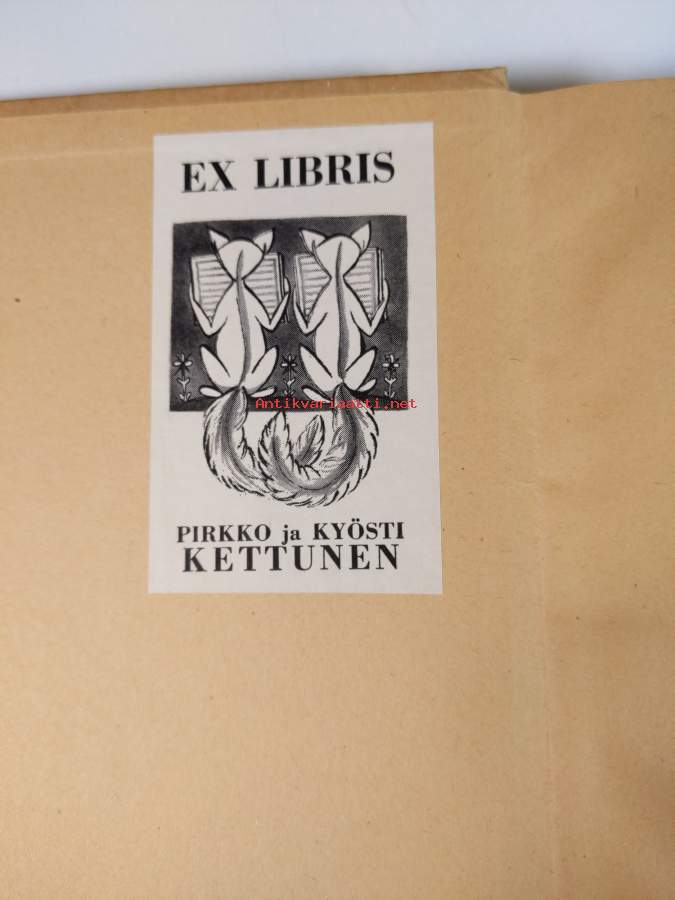 EX LIBRIS
Antikvariaatti.net
PIRKKO ja KYÖSTI
KETTUNEN